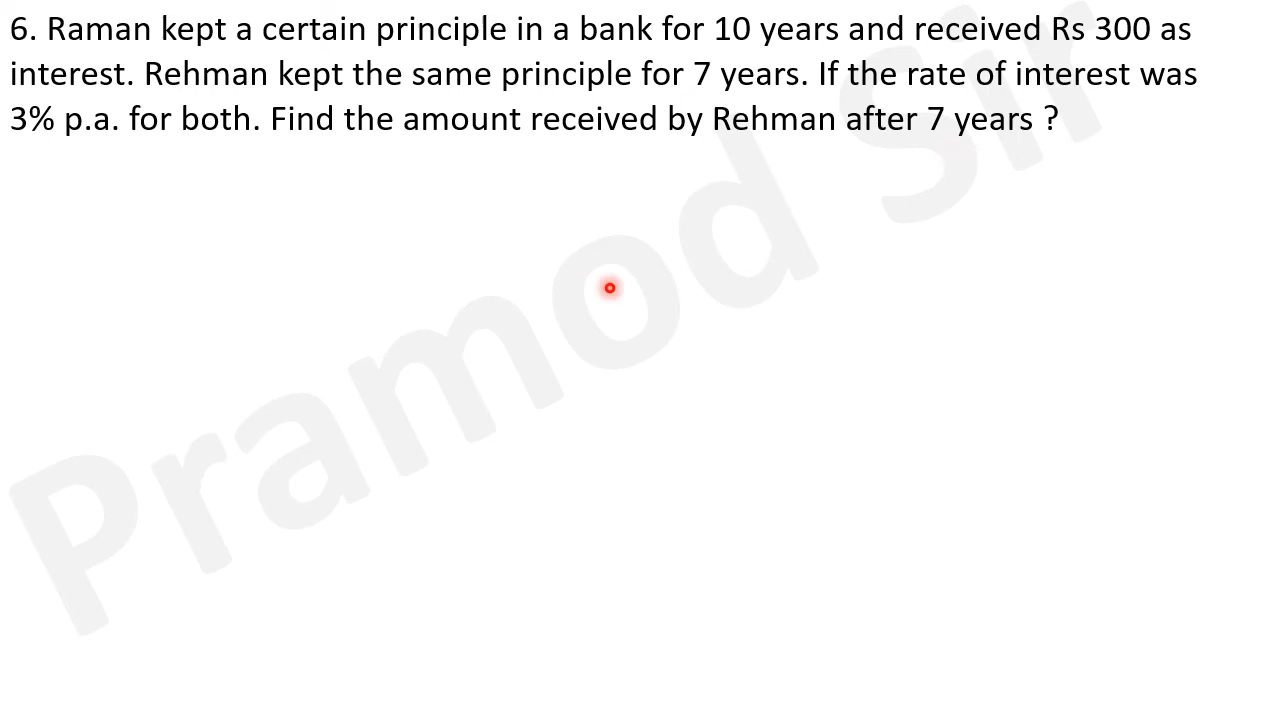 6. Raman kept a certain principle in a bank for 10 years and received Rs 300 as
interest. Rehman kept the same principle for 7 years. If the rate of interest was
3% p.a. for both. Find the amount received by Rehman after 7 years ?
Pramod Sir